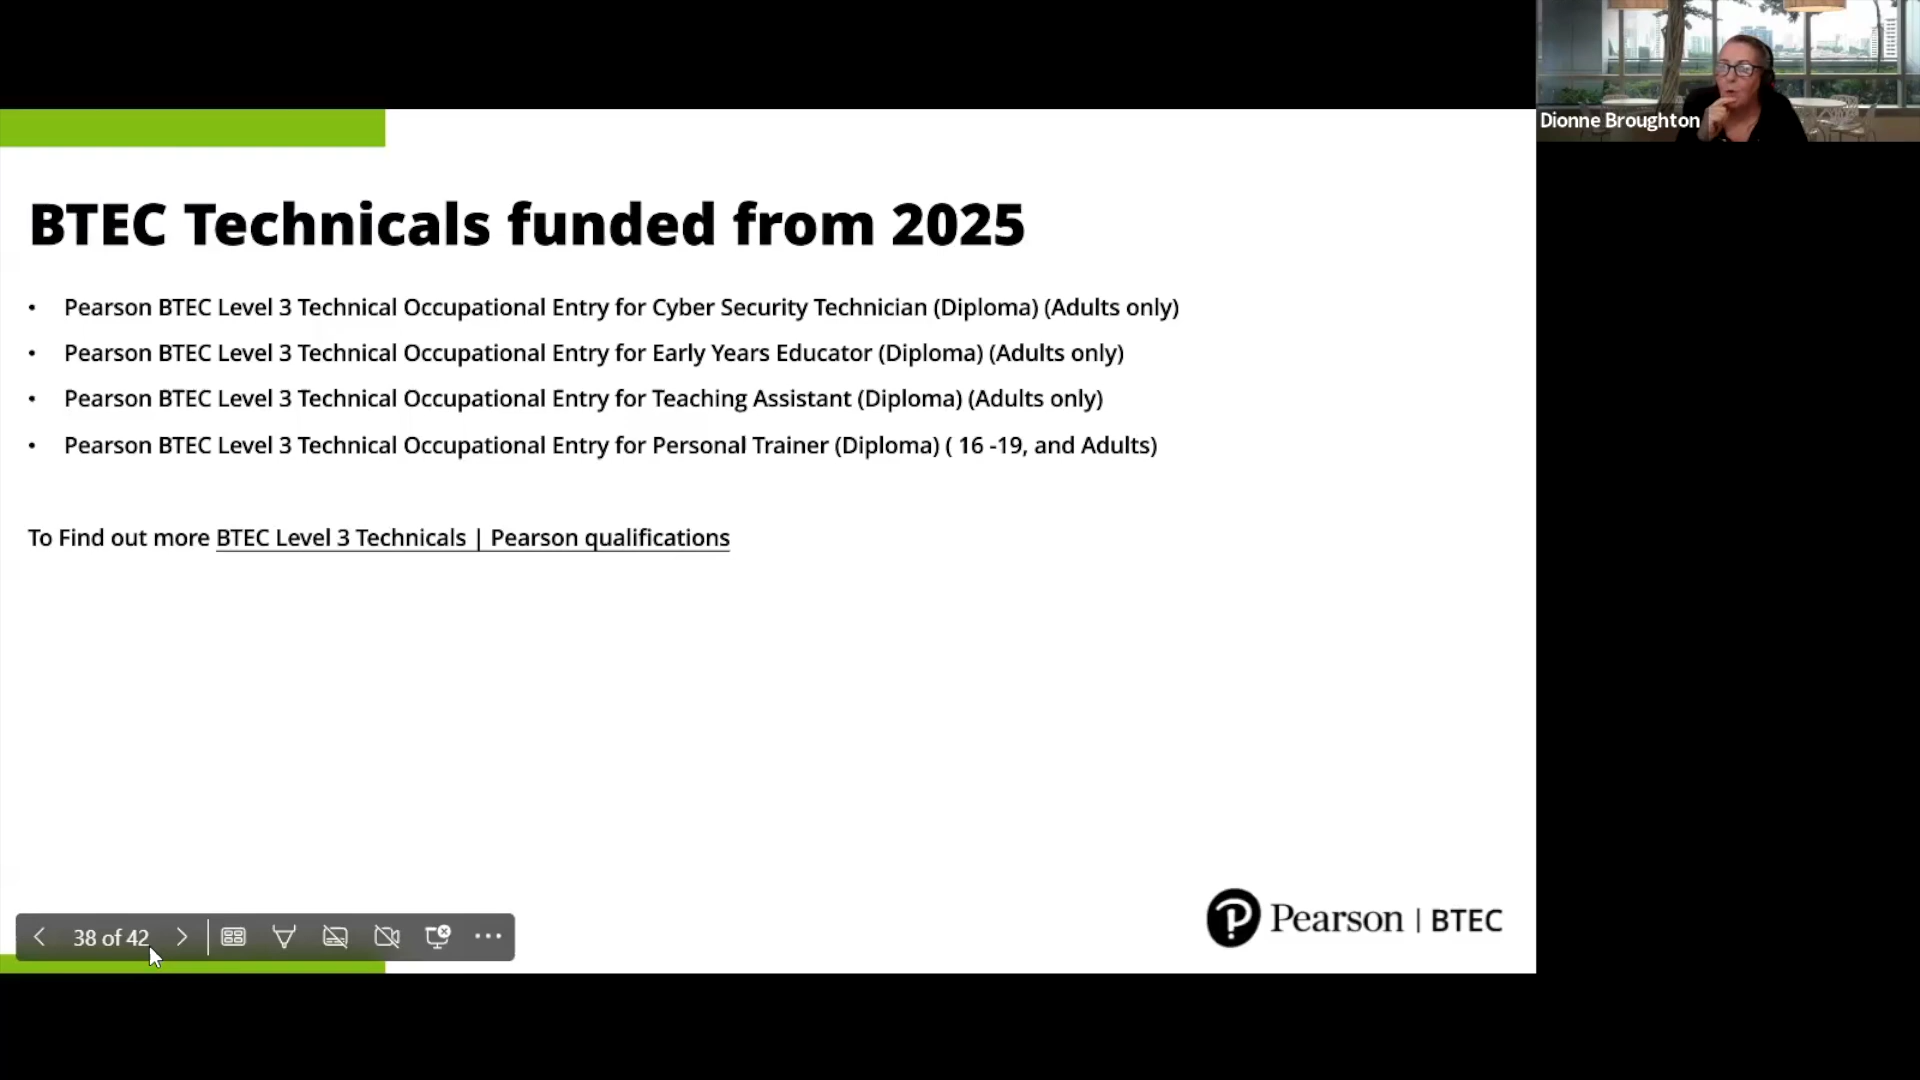 Dionne Broughton
BTEC Technicals funded from 2025
• Pearson BTEC Level 3 Technical Occupational Entry for Cyber Security Technician (Diploma) (Adults only)
• Pearson BTEC Level 3 Technical Occupational Entry for Early Years Educator (Diploma) (Adults only)
• Pearson BTEC Level 3 Technical Occupational Entry for Teaching Assistant (Diploma) (Adults only)
• Pearson BTEC Level 3 Technical Occupational Entry for Personal Trainer (Diploma) ( 16 -19, and Adults)
To Find out more BTEC Level 3 Technicals | Pearson qualifications
38 of 42
Pearson | BTEC